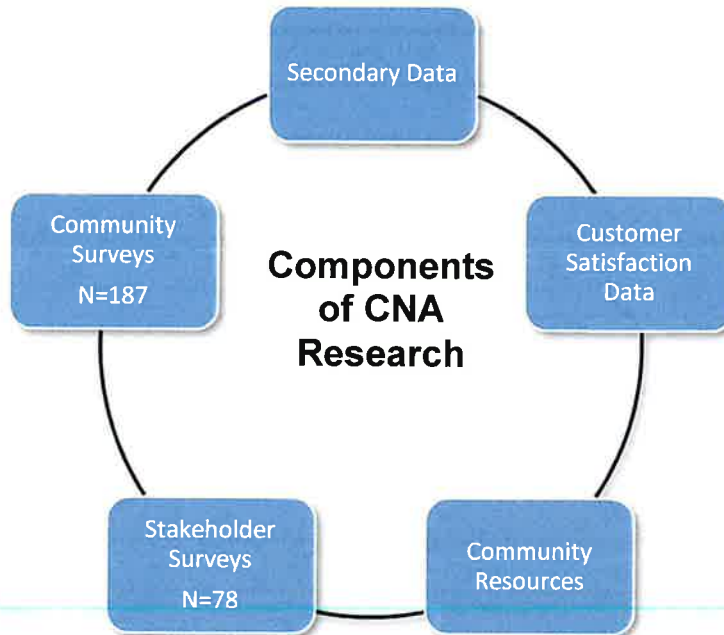 Secondary Data
Customer
Satisfaction
Data
Community
Resources
Stakeholder
Surveys
N=78
Community
Surveys
N=187
Components
of CNA
Research